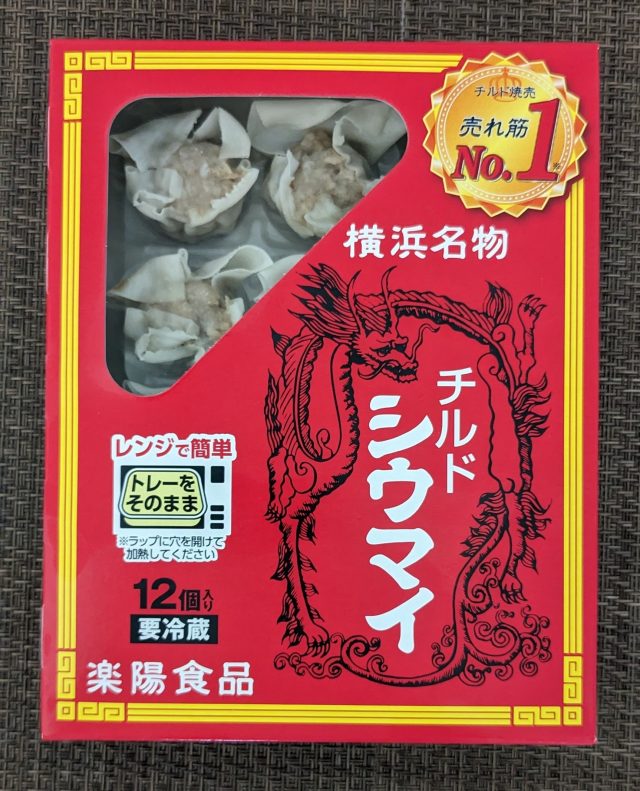 チルド焼売
売れ筋
No.1※
横浜名物
チルド
シウマイ
レンジで簡単
トレーを
そのまま
※ラップに穴を開けて
加熱してください
12個入り
要冷蔵
楽陽食品